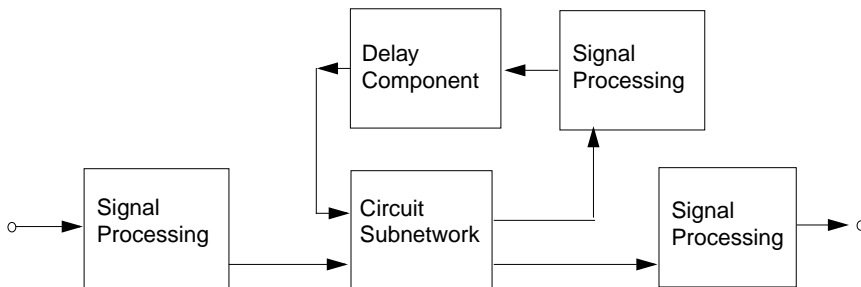 Delay
Component
Signal
Processing
Signal
Processing
Circuit
Subnetwork
Signal
Processing